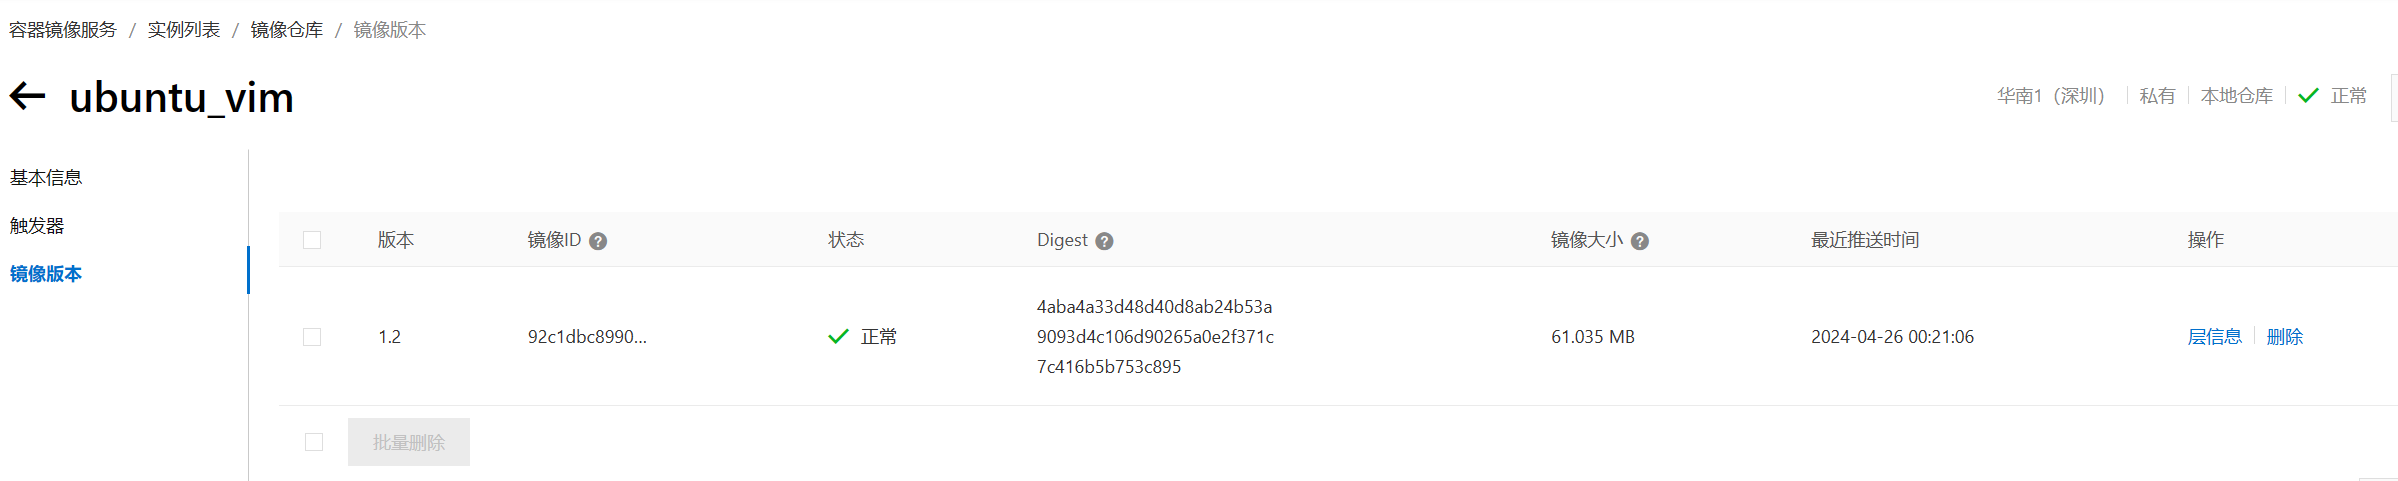 容器镜像服务 / 实例列表 / 镜像仓库 / 镜像版本
ubuntu_vim
华南1（深圳） 私有 本地仓库 正常
基本信息
触发器
镜像版本
版本 镜像ID 状态 Digest 镜像大小 最近推送时间 操作
1.2 92c1dbc8990... 正常 4aba4a33d48d40d8ab24b53a
9093d4c106d90265a0e2f371c
7c416b5b753c895
61.035 MB 2024-04-26 00:21:06 层信息 删除
批量删除